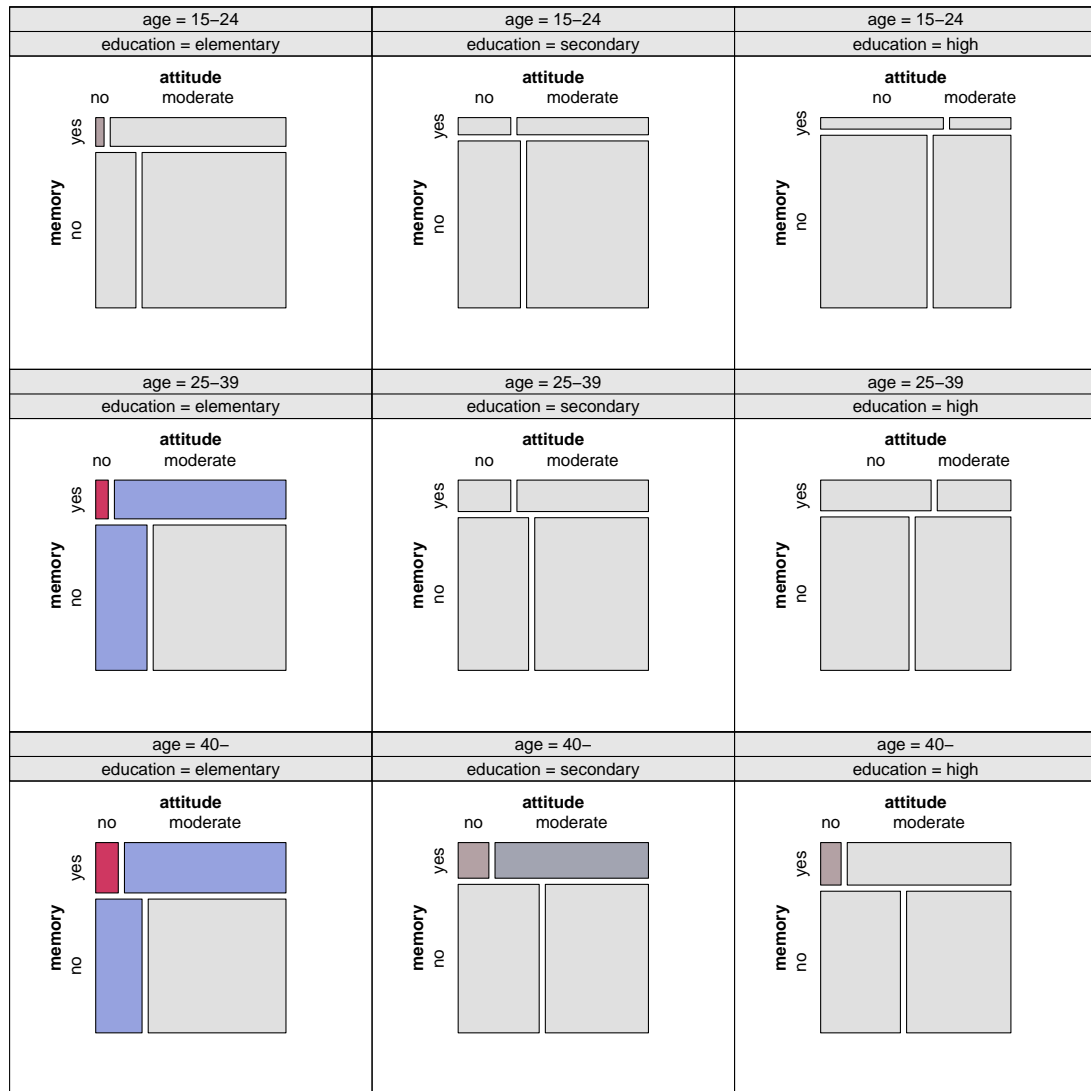 age = 15−24
education = elementary
attitude
no moderate
yes
memory
no
age = 15−24
education = secondary
attitude
no moderate
yes
memory
no
age = 15−24
education = high
attitude
no moderate
yes
memory
no
age = 25−39
education = elementary
attitude
no moderate
yes
memory
no
age = 25−39
education = secondary
attitude
no moderate
yes
memory
no
age = 25−39
education = high
attitude
no moderate
yes
memory
no
age = 40−
education = elementary
attitude
no moderate
yes
memory
no
age = 40−
education = secondary
attitude
no moderate
yes
memory
no
age = 40−
education = high
attitude
no moderate
yes
memory
no